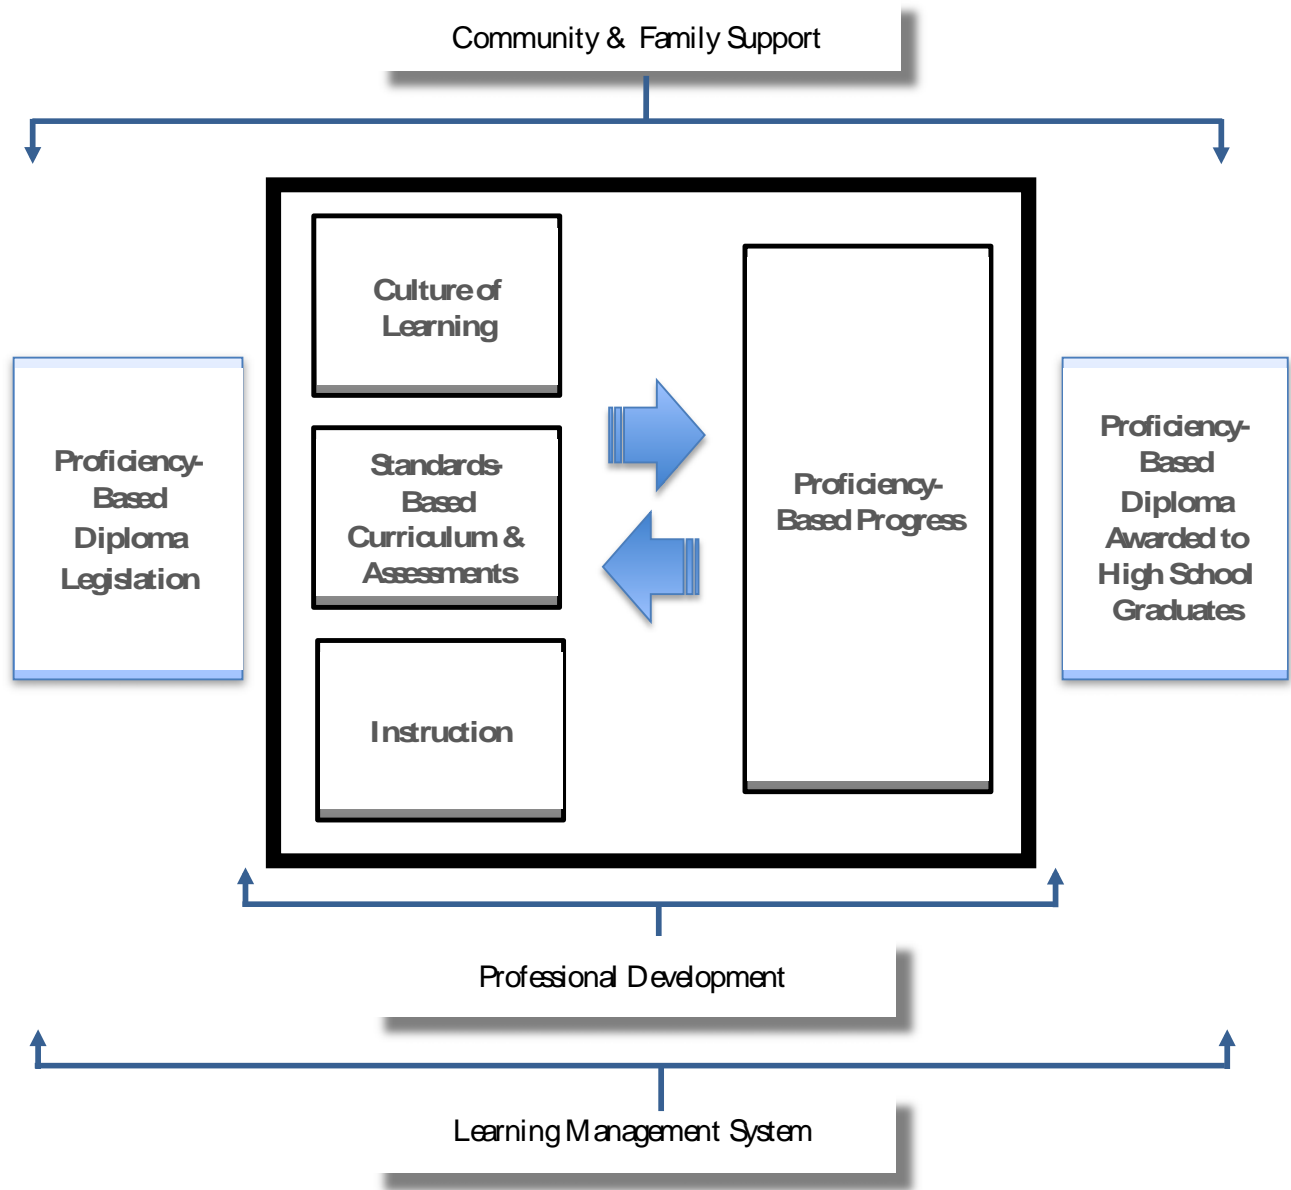 Community & Family Support
Culture of
Learning
Proficiency-
Based
Diploma
Legislation
Standards-
Based
Curriculum &
Assessments
Instruction
Proficiency-
Based Progress
Proficiency-
Based
Diploma
Awarded to
High School
Graduates
Professional Development
Learning Management System